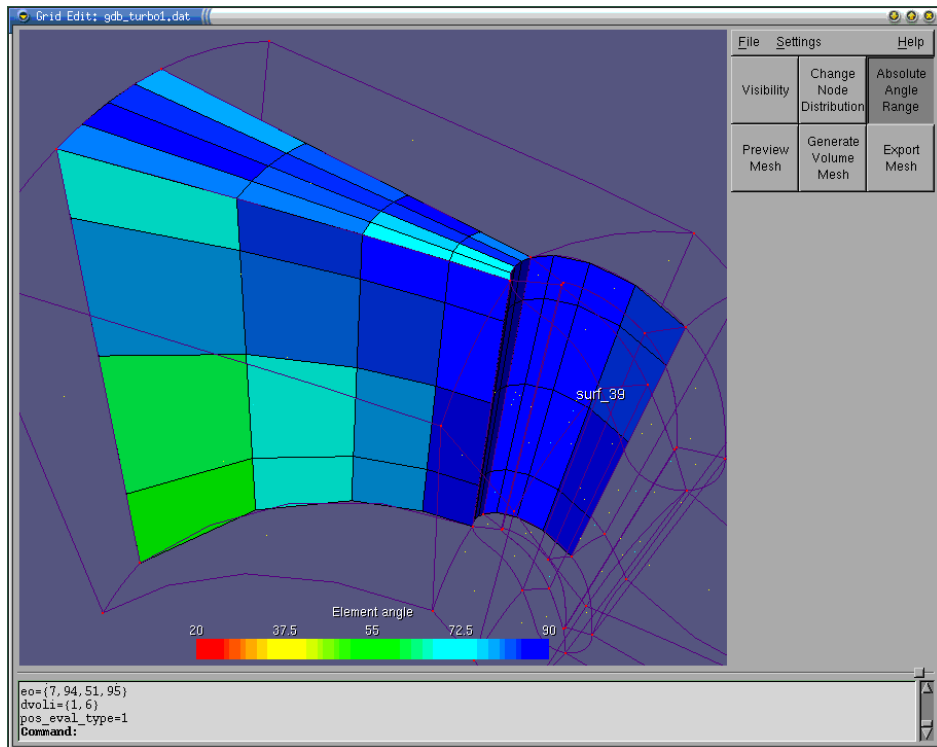 Grid Edit: gdb_turbo1.dat
File Settings Help
Visibility
Change
Node
Distribution
Absolute
Angle
Range
Preview
Mesh
Generate
Volume
Mesh
Export
Mesh
surf_39
Element angle
20 37.5 55 72.5 90
eo={7,94,51,95}
dvoli={1,6}
pos_eval_type=1
Command: